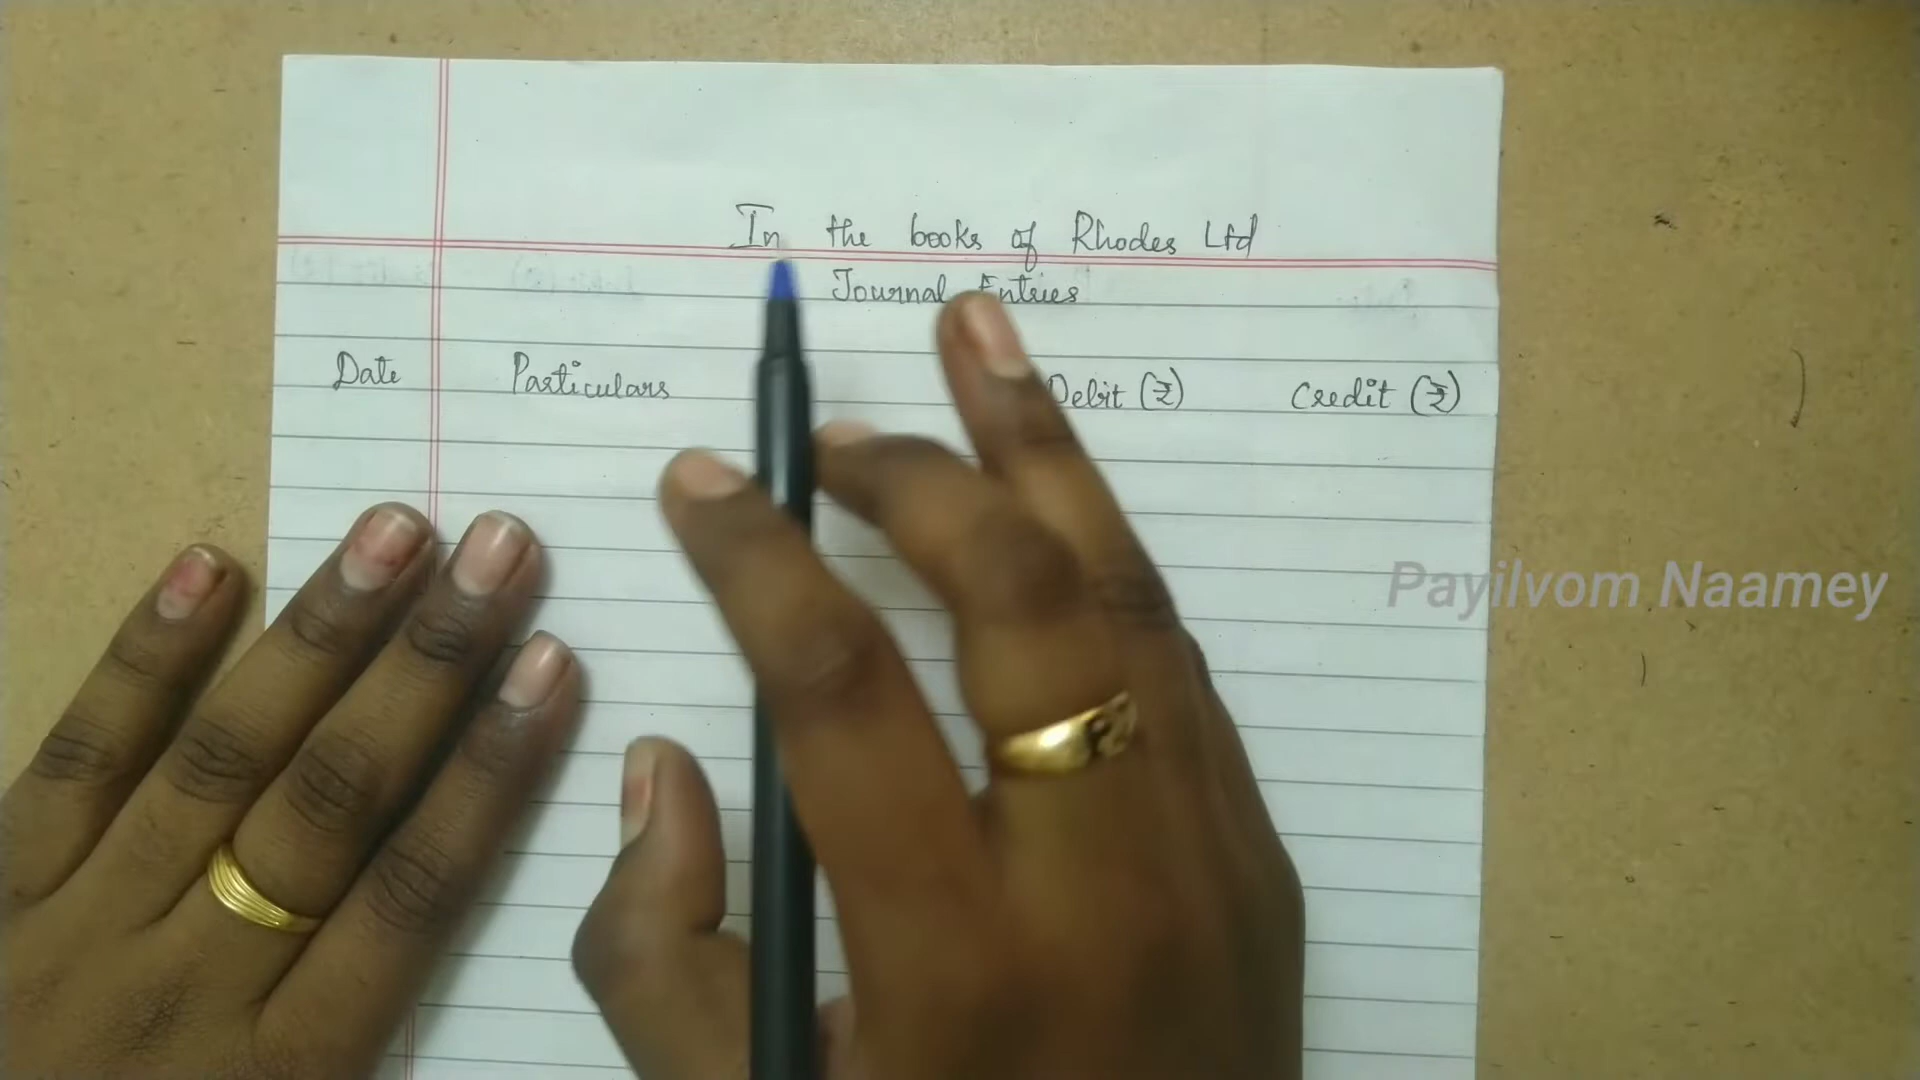 In the books of Rhodes Ltd
Journal Entries
Date Particulars Debit (₹) Credit (₹)
Payilvom Naamey